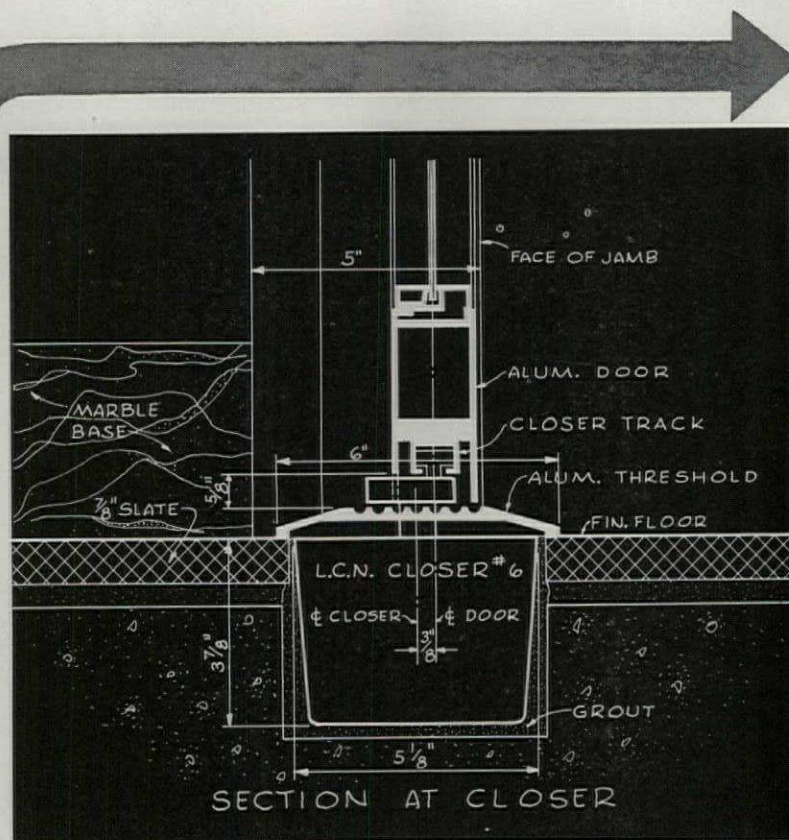 5"
FACE OF JAMB
ALUM. DOOR
MARBLE
BASE
CLOSER TRACK
6"
5/8"
ALUM. THRESHOLD
7/8" SLATE
FIN. FLOOR
L.C.N. CLOSER #6
℄ CLOSER
℄ DOOR
3/8"
3 7/8"
GROUT
5 1/8"
SECTION AT CLOSER